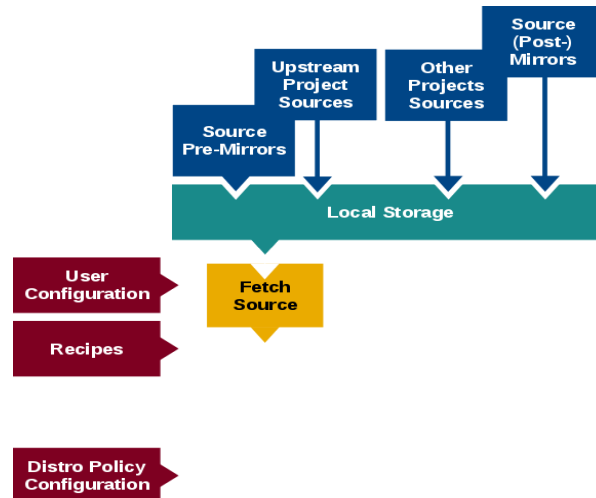 Source
(Post-)
Mirrors
Upstream
Project
Sources
Other
Projects
Sources
Source
Pre-Mirrors
Local Storage
User
Configuration
Fetch
Source
Recipes
Distro Policy
Configuration